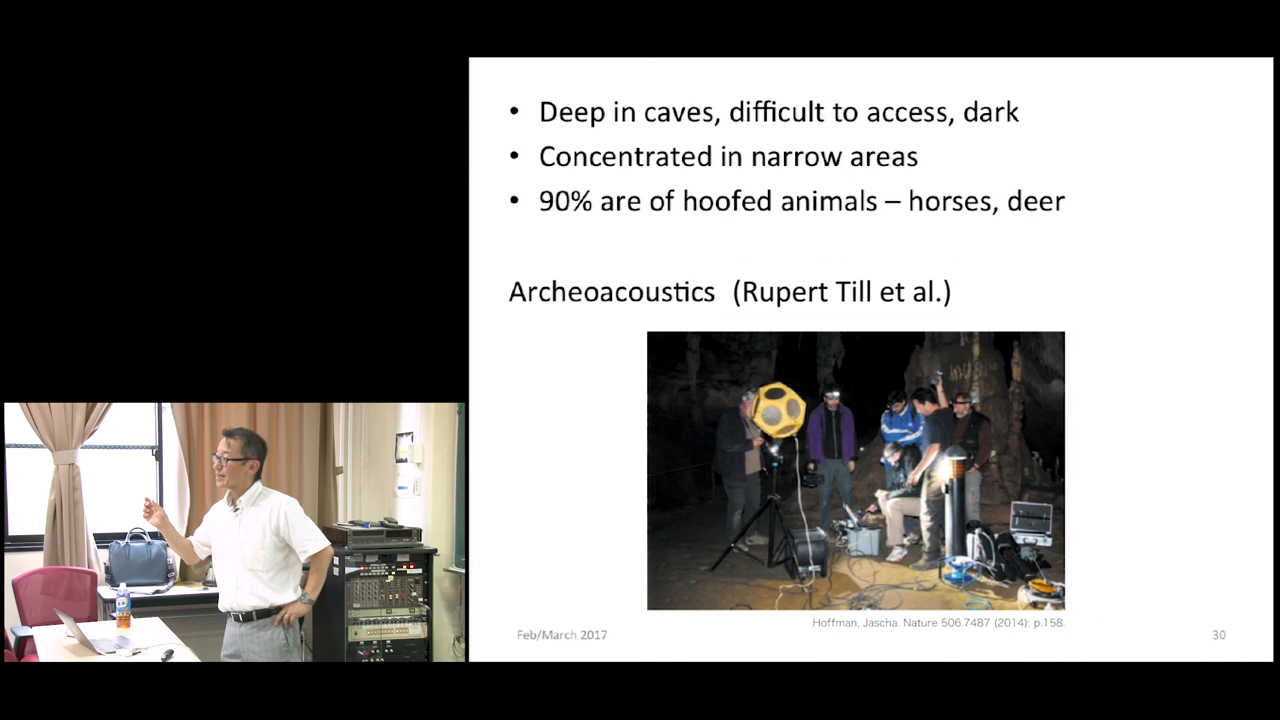 • Deep in caves, difficult to access, dark
• Concentrated in narrow areas
• 90% are of hoofed animals – horses, deer
Archeoacoustics (Rupert Till et al.)
Hoffman, Jascha. Nature 506.7487 (2014): p.158.
Feb/March 2017
30